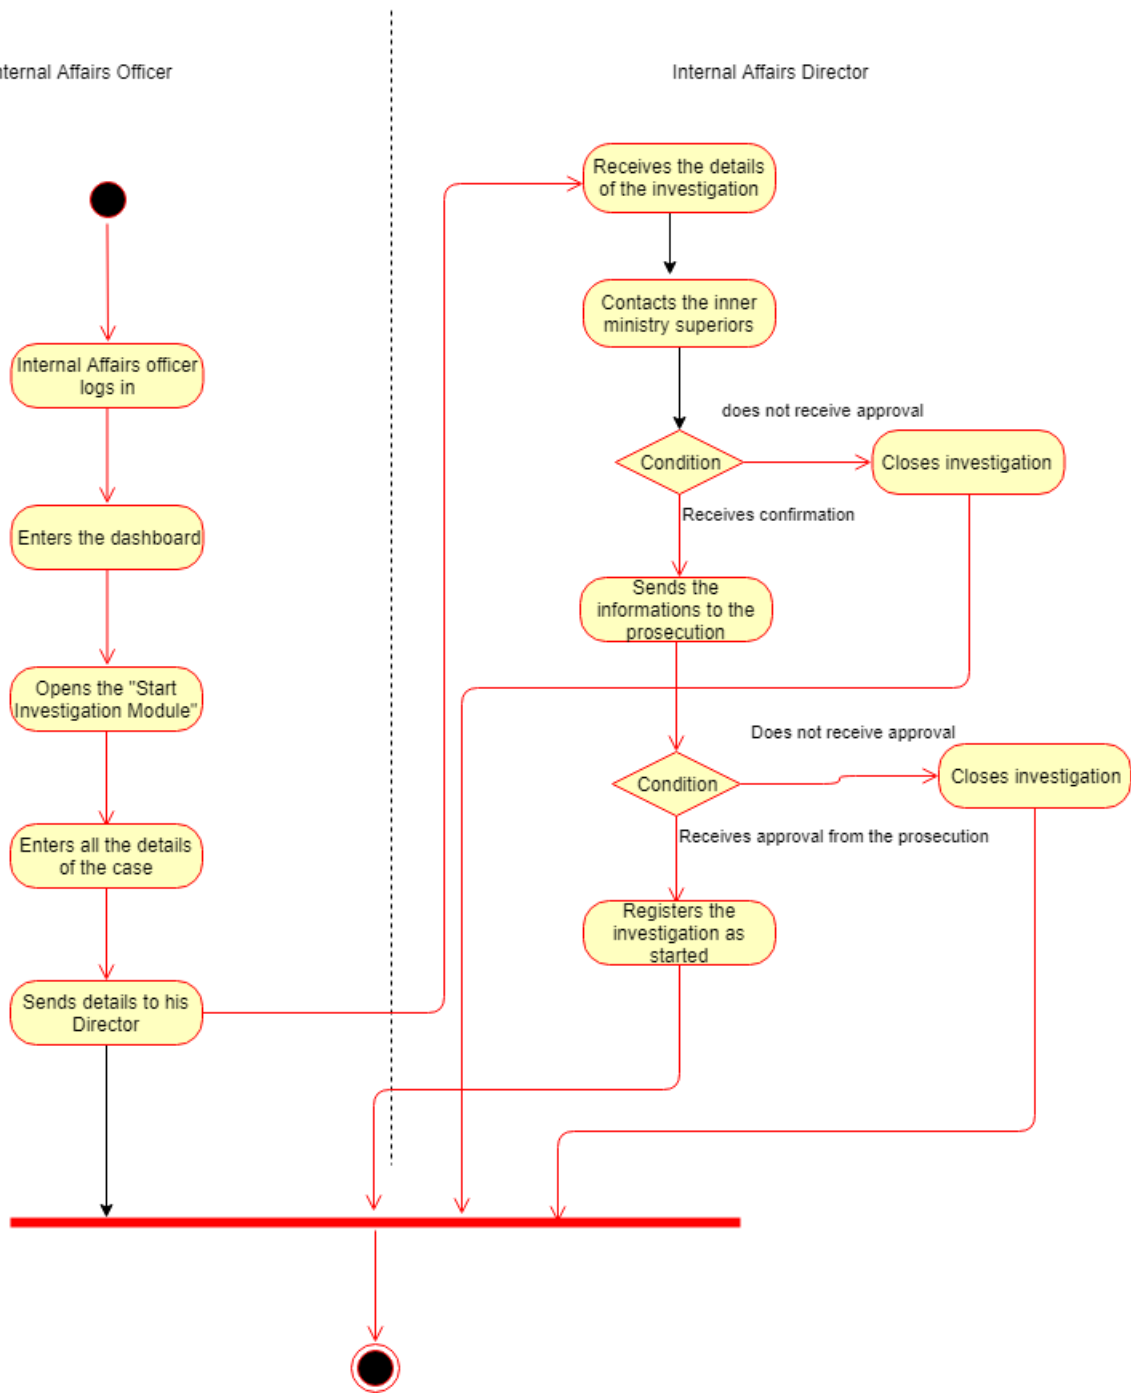 nternal Affairs Officer
Internal Affairs Director
Internal Affairs officer
logs in
Enters the dashboard
Opens the "Start
Investigation Module"
Enters all the details
of the case
Sends details to his
Director
Receives the details
of the investigation
Contacts the inner
ministry superiors
does not receive approval
Condition
Closes investigation
Receives confirmation
Sends the
informations to the
prosecution
Does not receive approval
Condition
Closes investigation
Receives approval from the prosecution
Registers the
investigation as
started